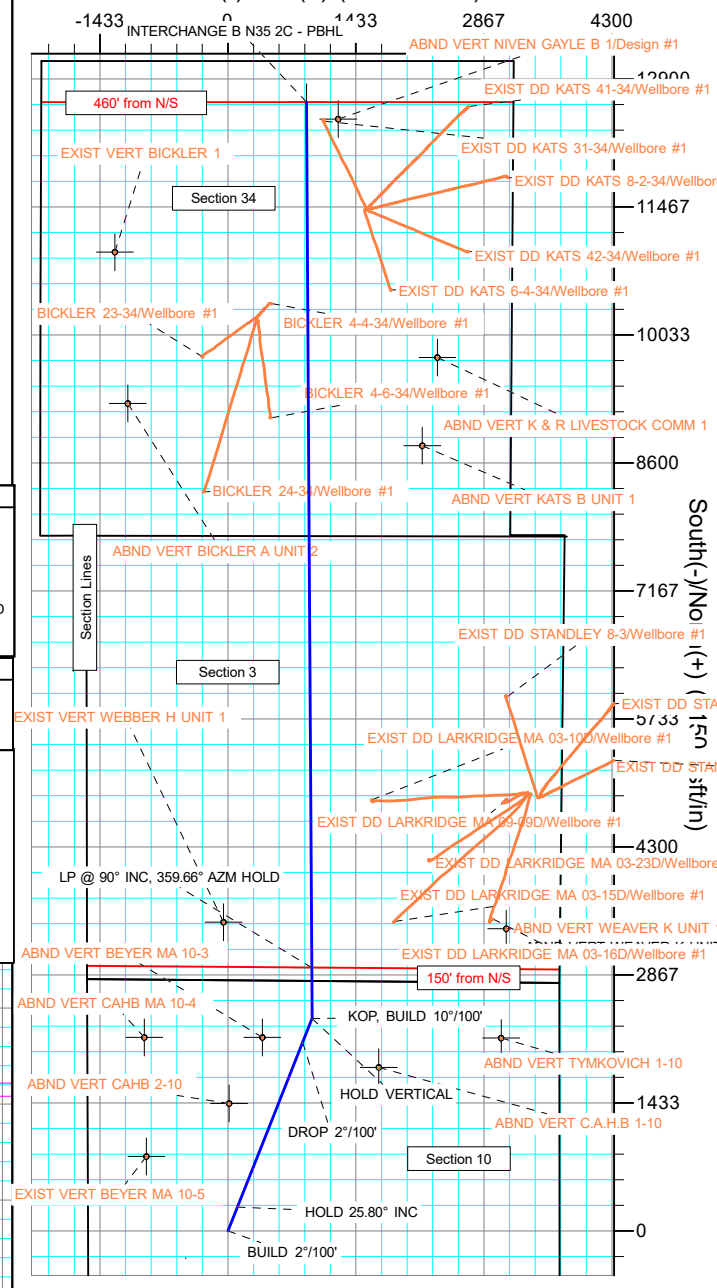 -1433 0 1433 2867 4300
INTERCHANGE B N35 2C - PBHL
ABND VERT NIVEN GAYLE B 1/Design #1
12900
EXIST DD KATS 41-34/Wellbore #1
460' from N/S
EXIST VERT BICKLER 1
EXIST DD KATS 31-34/Wellbore #1
EXIST DD KATS 8-2-34/Wellbor
Section 34
11467
EXIST DD KATS 42-34/Wellbore #1
EXIST DD KATS 6-4-34/Wellbore #1
BICKLER 23-34/Wellbore #1
BICKLER 4-4-34/Wellbore #1
10033
BICKLER 4-6-34/Wellbore #1
ABND VERT K & R LIVESTOCK COMM 1
8600
BICKLER 24-34/Wellbore #1
ABND VERT KATS B UNIT 1
ABND VERT BICKLER A UNIT 2
Section Lines
7167
EXIST DD STANDLEY 8-3/Wellbore #1
Section 3
EXIST DD STA
EXIST VERT WEBBER H UNIT 1
5733
EXIST DD LARKRIDGE MA 03-10D/Wellbore #1
EXIST DD STAN
EXIST DD LARKRIDGE MA 09-09D/Wellbore #1
4300
EXIST DD LARKRIDGE MA 03-23D/Wellbore
LP @ 90° INC, 359.66° AZM HOLD
EXIST DD LARKRIDGE MA 03-15D/Wellbore #1
ABND VERT WEAVER K UNIT 1
ABND VERT BEYER MA 10-3
EXIST DD LARKRIDGE MA 03-16D/Wellbore #1
150' from N/S
2867
ABND VERT CAHB MA 10-4
KOP, BUILD 10°/100'
ABND VERT TYMKOVICH 1-10
ABND VERT CAHB 2-10
HOLD VERTICAL
1433
ABND VERT C.A.H.B 1-10
DROP 2°/100'
Section 10
EXIST VERT BEYER MA 10-5
HOLD 25.80° INC
0
BUILD 2°/100'